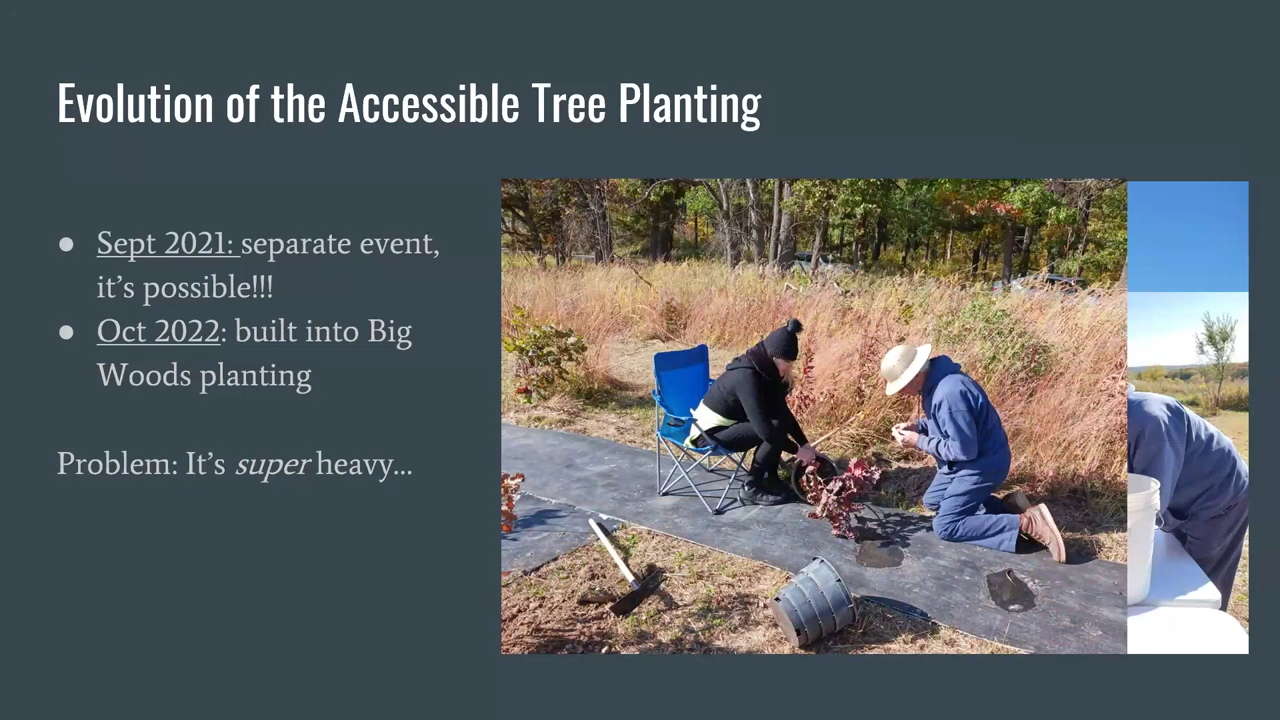 Evolution of the Accessible Tree Planting
● Sept 2021: separate event,
it’s possible!!!
● Oct 2022: built into Big
Woods planting
Problem: It’s super heavy...